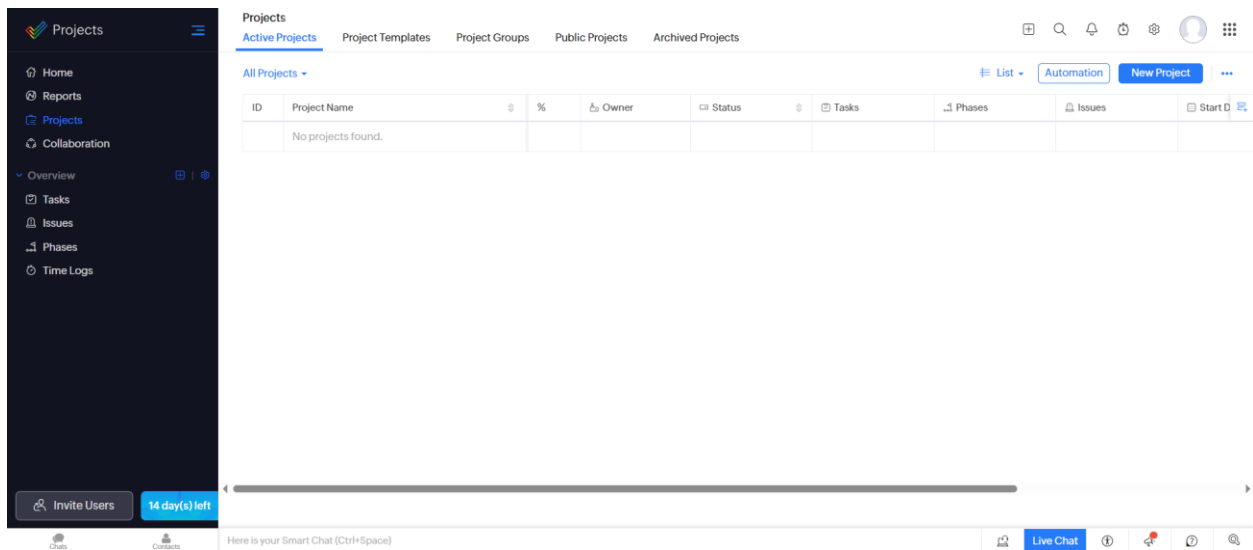 Projects
Home
Reports
Projects
Collaboration
Overview
Tasks
Issues
Phases
Time Logs
Invite Users
14 day(s) left
Chats
Contacts
Projects
Active Projects Project Templates Project Groups Public Projects Archived Projects
All Projects List Automation New Project
ID Project Name % Owner Status Tasks Phases Issues Start D
No projects found.
Here is your Smart Chat (Ctrl+Space) Live Chat